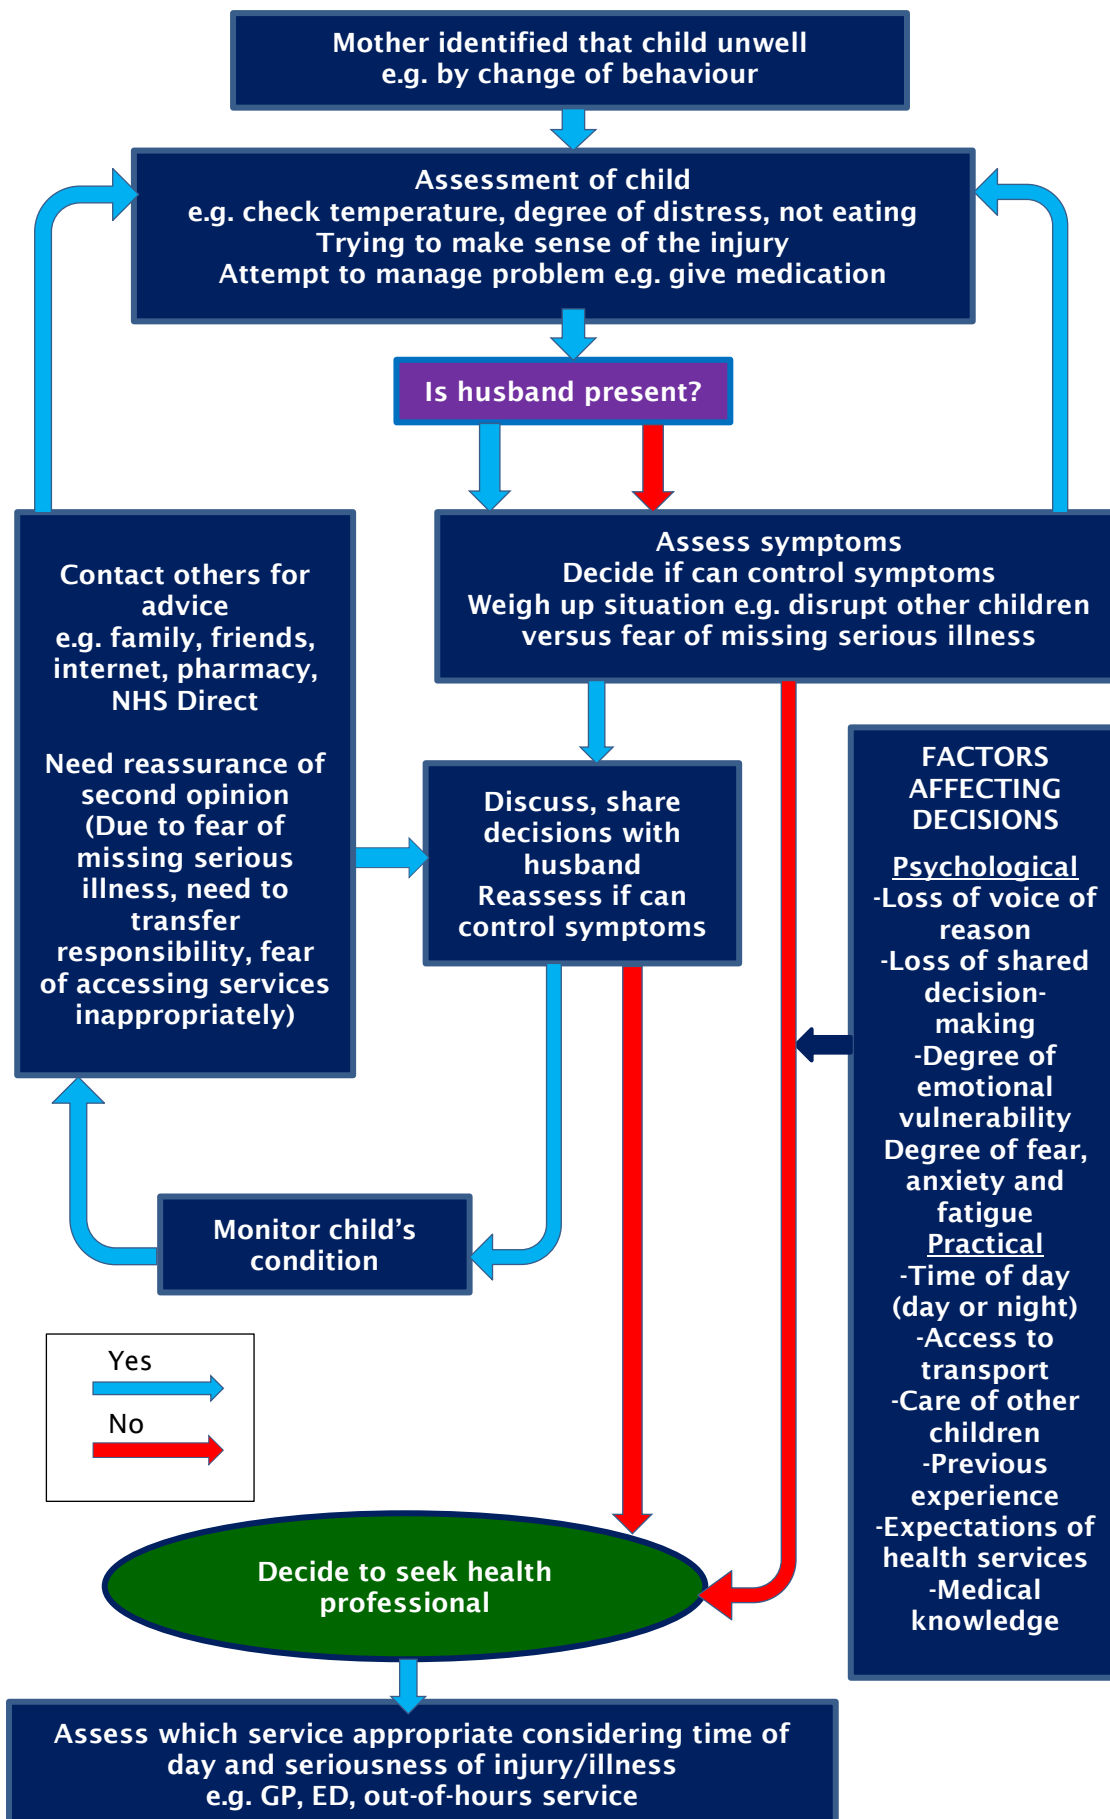 Mother identified that child unwell
e.g. by change of behaviour
Assessment of child
e.g. check temperature, degree of distress, not eating
Trying to make sense of the injury
Attempt to manage problem e.g. give medication
Is husband present?
Assess symptoms
Decide if can control symptoms
Weigh up situation e.g. disrupt other children
versus fear of missing serious illness
Contact others for
advice
e.g. family, friends,
internet, pharmacy,
NHS Direct
Need reassurance of
second opinion
(Due to fear of
missing serious
illness, need to
transfer
responsibility, fear
of accessing services
inappropriately)
Discuss, share
decisions with
husband
Reassess if can
control symptoms
FACTORS
AFFECTING
DECISIONS
Psychological
-Loss of voice of
reason
-Loss of shared
decision-
making
-Degree of
emotional
vulnerability
Degree of fear,
anxiety and
fatigue
Practical
-Time of day
(day or night)
-Access to
transport
-Care of other
children
-Previous
experience
-Expectations of
health services
-Medical
knowledge
Monitor child’s
condition
Yes
No
Decide to seek health
professional
Assess which service appropriate considering time of
day and seriousness of injury/illness
e.g. GP, ED, out-of-hours service